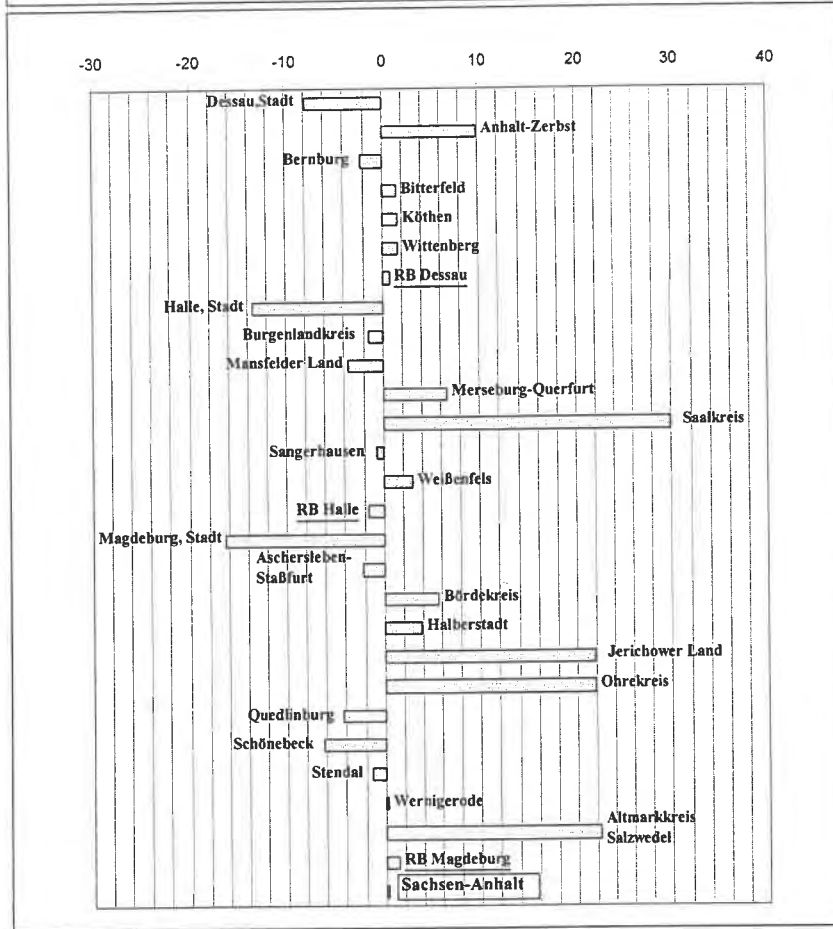 -30 -20 -10 0 10 20 30 40
Dessau, Stadt
Anhalt-Zerbst
Bernburg
Bitterfeld
Köthen
Wittenberg
RB Dessau
Halle, Stadt
Burgenlandkreis
Mansfelder Land
Merseburg-Querfurt
Saalkreis
Sangerhausen
Weißenfels
RB Halle
Magdeburg, Stadt
Aschersleben-
Staßfurt
Bördekreis
Halberstadt
Jerichower Land
Ohrekreis
Quedlinburg
Schönebeck
Stendal
Wernigerode
Altmarkkreis
Salzwedel
RB Magdeburg
Sachsen-Anhalt